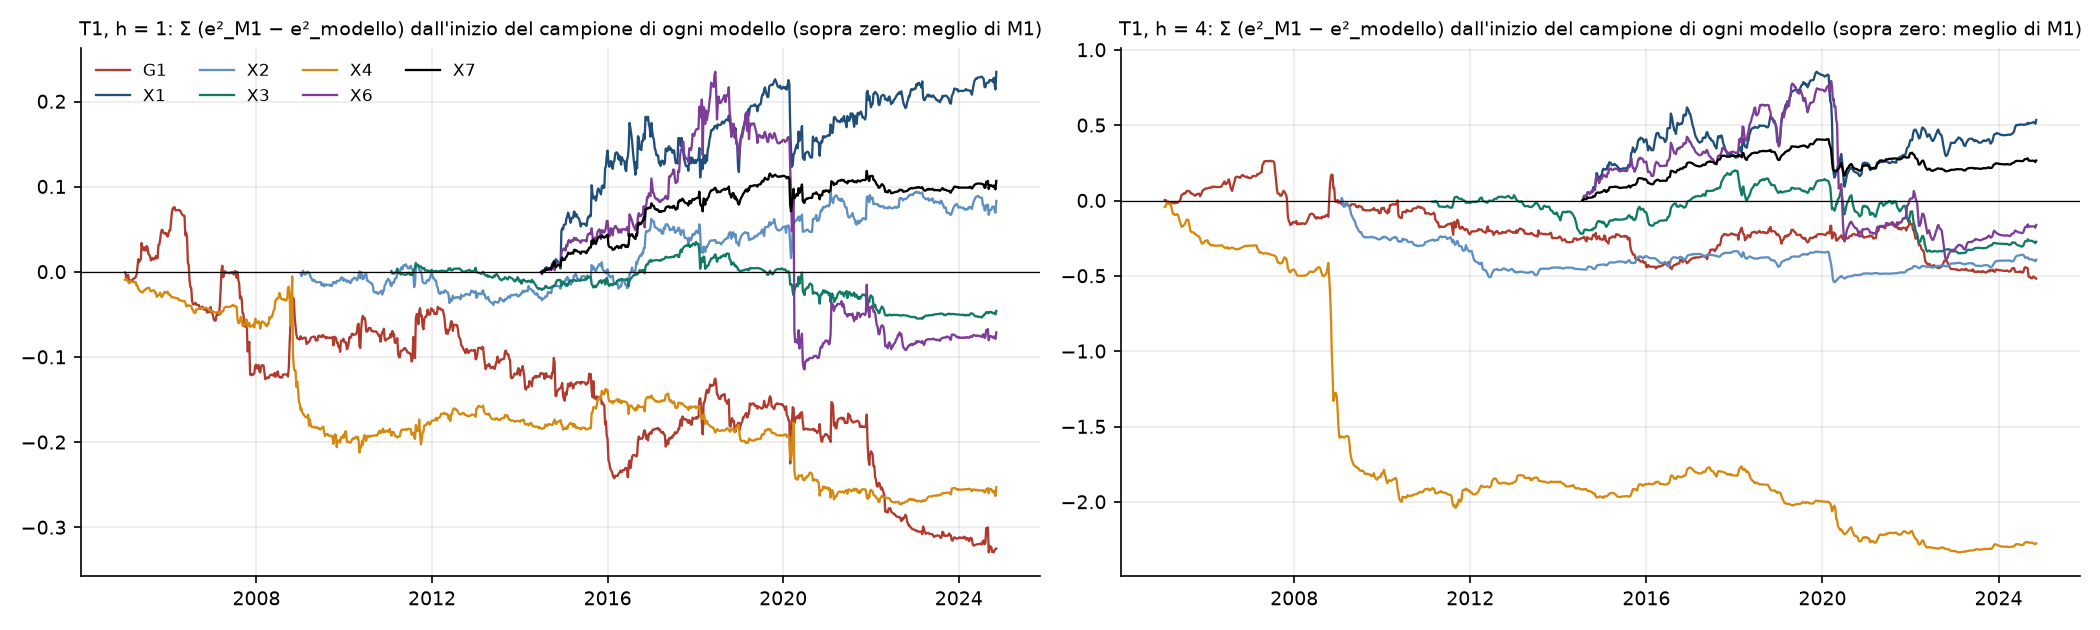 T1, h = 1: Σ (e²_M1 − e²_modello) dall'inizio del campione di ogni modello (sopra zero: meglio di M1)
G1 X2 X4 X7
X1 X3 X6
0.2
0.1
0.0
−0.1
−0.2
−0.3
2008 2012 2016 2020 2024
T1, h = 4: Σ (e²_M1 − e²_modello) dall'inizio del campione di ogni modello (sopra zero: meglio di M1)
1.0
0.5
0.0
−0.5
−1.0
−1.5
−2.0
2008 2012 2016 2020 2024